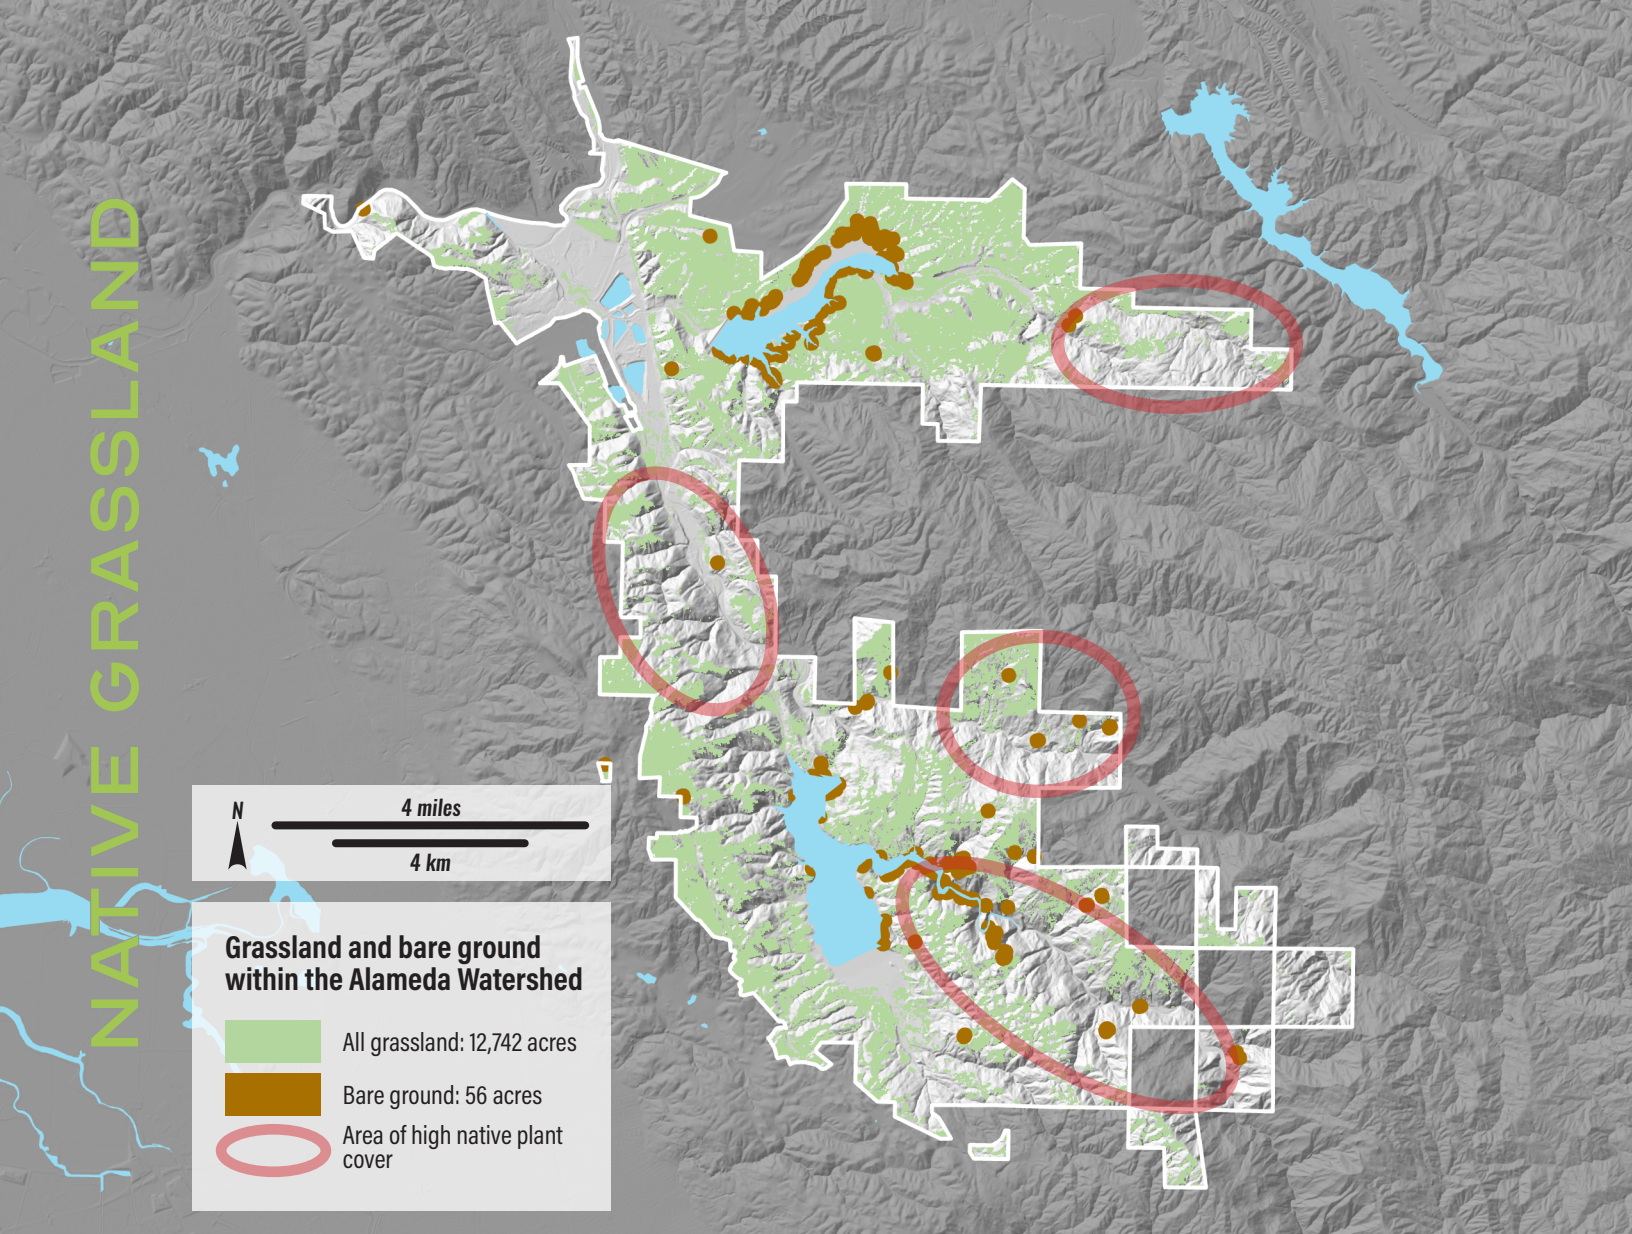 NATIVE GRASSLAND
N
4 miles
4 km
Grassland and bare ground
within the Alameda Watershed
All grassland: 12,742 acres
Bare ground: 56 acres
Area of high native plant
cover